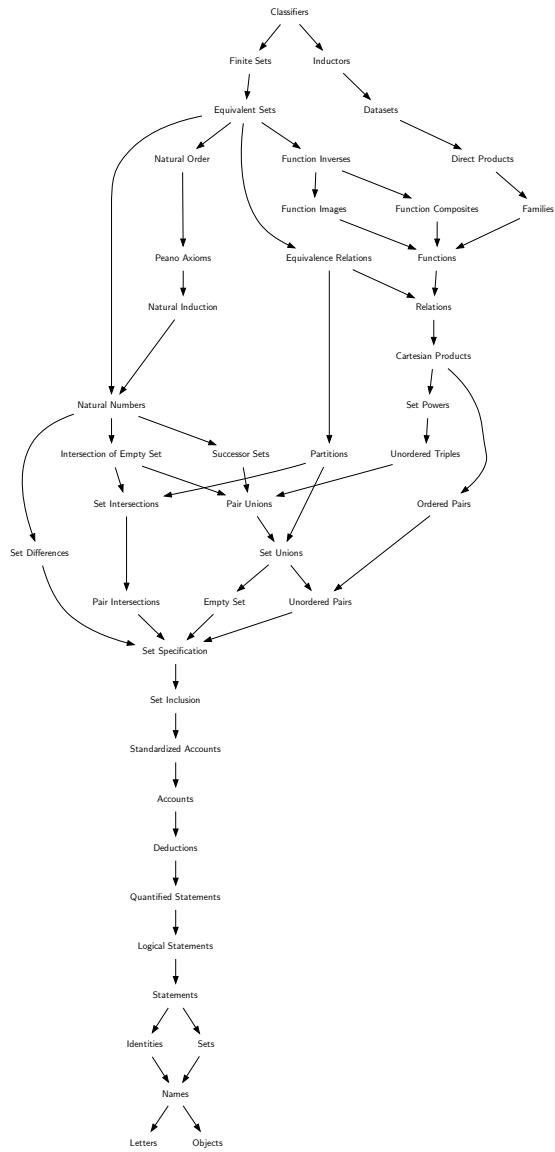 Classifiers
Finite Sets
Inductors
Equivalent Sets
Datasets
Natural Order
Function Inverses
Direct Products
Function Images
Function Composites
Families
Peano Axioms
Equivalence Relations
Functions
Natural Induction
Relations
Cartesian Products
Natural Numbers
Set Powers
Intersection of Empty Set
Successor Sets
Partitions
Unordered Triples
Set Intersections
Pair Unions
Ordered Pairs
Set Differences
Set Unions
Pair Intersections
Empty Set
Unordered Pairs
Set Specification
Set Inclusion
Standardized Accounts
Accounts
Deductions
Quantified Statements
Logical Statements
Statements
Identities
Sets
Names
Letters
Objects